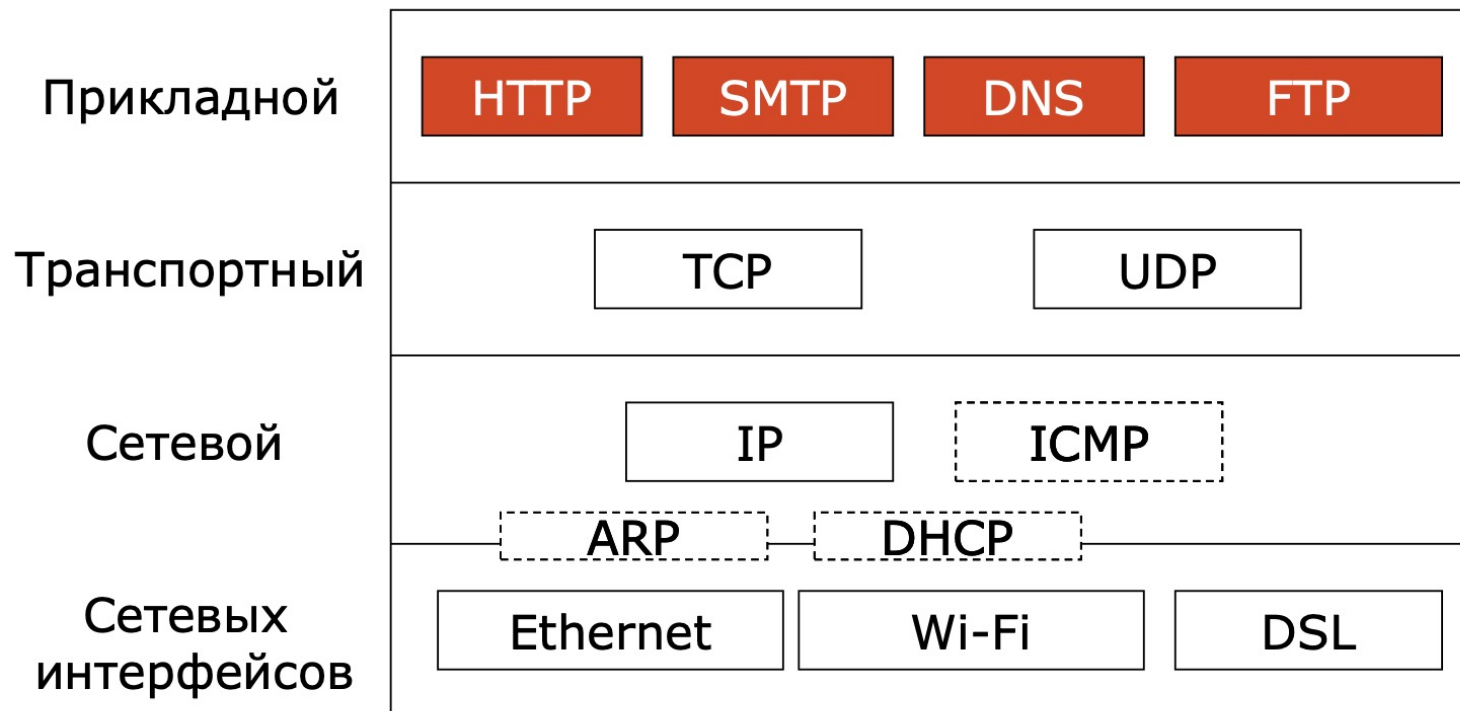 Прикладной
HTTP SMTP DNS FTP
Транспортный
TCP UDP
Сетевой
IP ICMP
ARP DHCP
Сетевых
интерфейсов
Ethernet Wi-Fi DSL